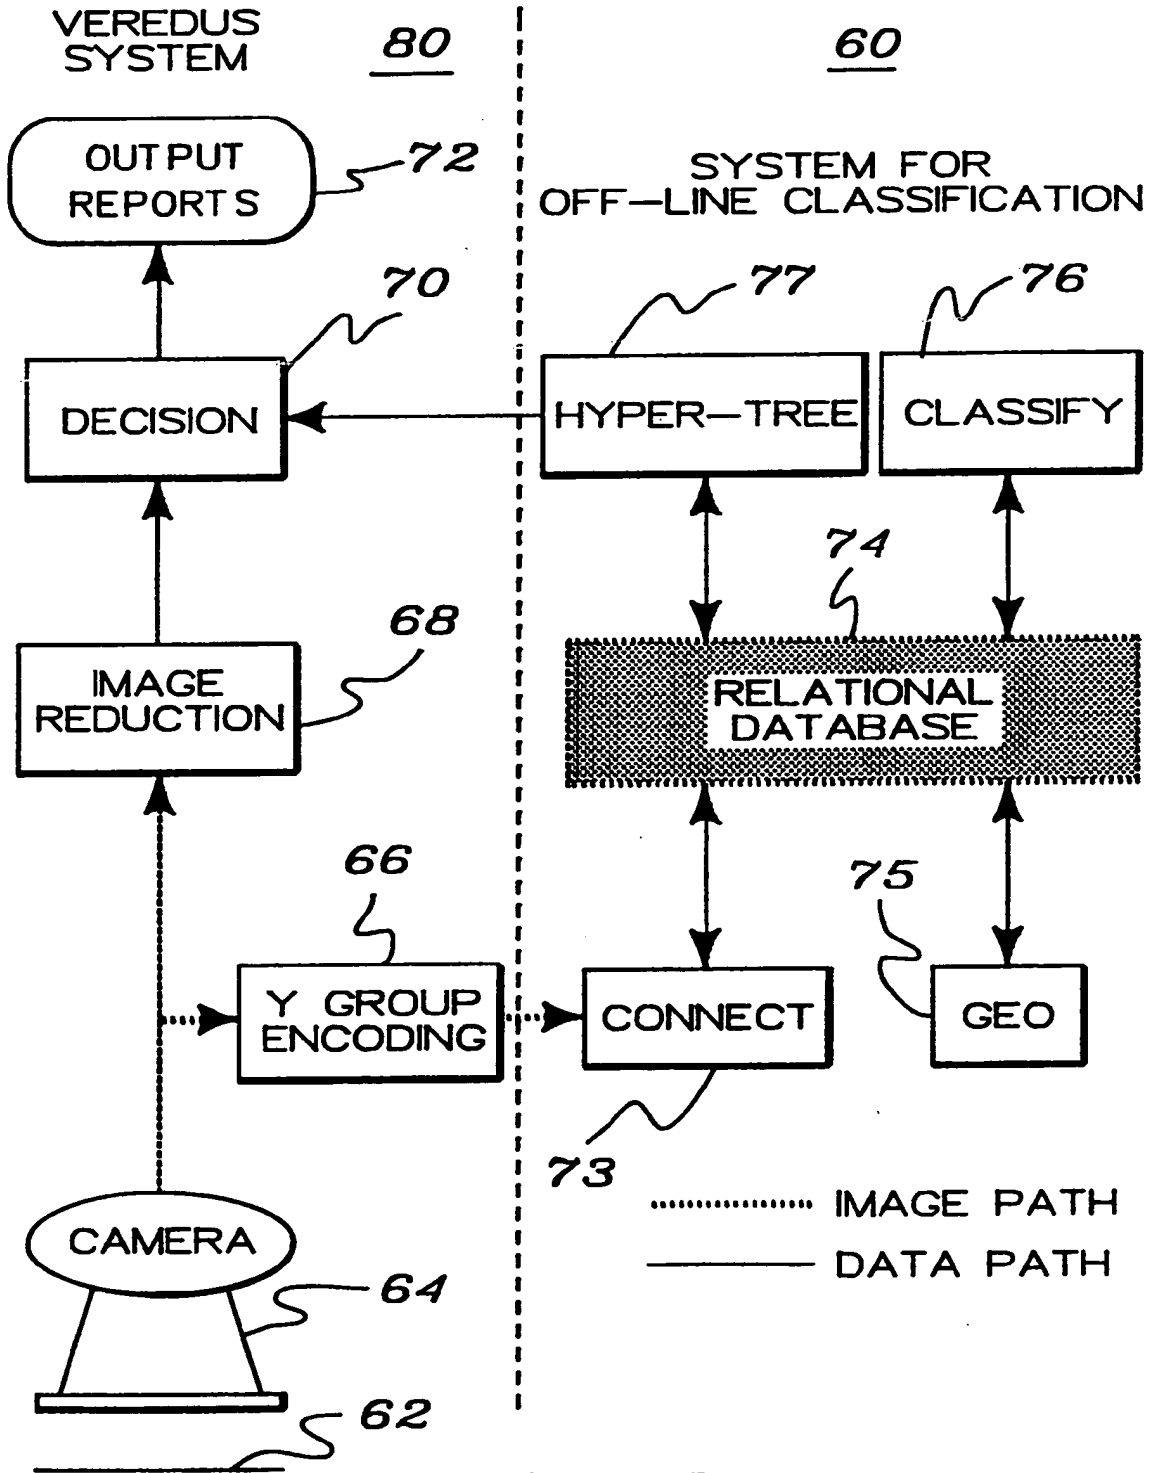 VEREDUS
SYSTEM
80
60
OUTPUT
REPORTS
72
SYSTEM FOR
OFF-LINE CLASSIFICATION
70
77
76
DECISION
HYPER-TREE
CLASSIFY
74
68
IMAGE
REDUCTION
RELATIONAL
DATABASE
66
75
Y GROUP
ENCODING
CONNECT
GEO
73
IMAGE PATH
CAMERA
DATA PATH
64
62